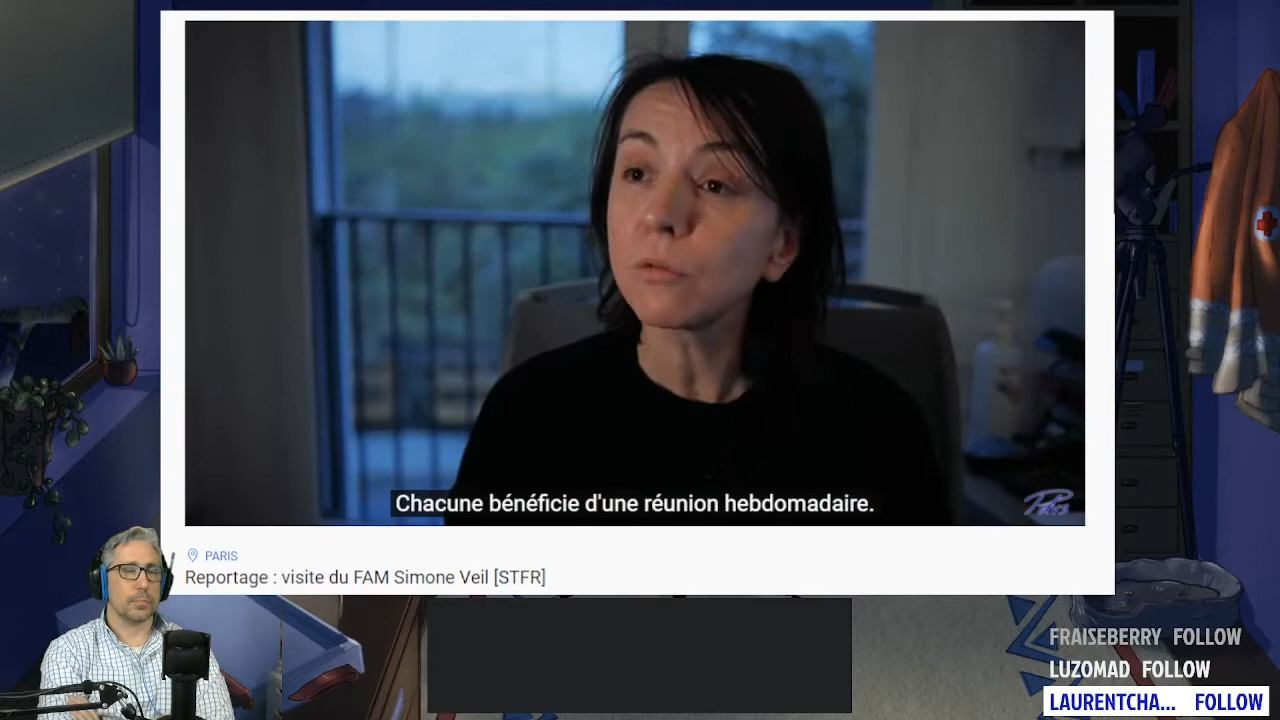 Chacune bénéficie d'une réunion hebdomadaire.
PARIS
Reportage : visite du FAM Simone Veil [STFR]
FRAISEBERRY FOLLOW
LUZOMAD FOLLOW
LAURENTCHA... FOLLOW